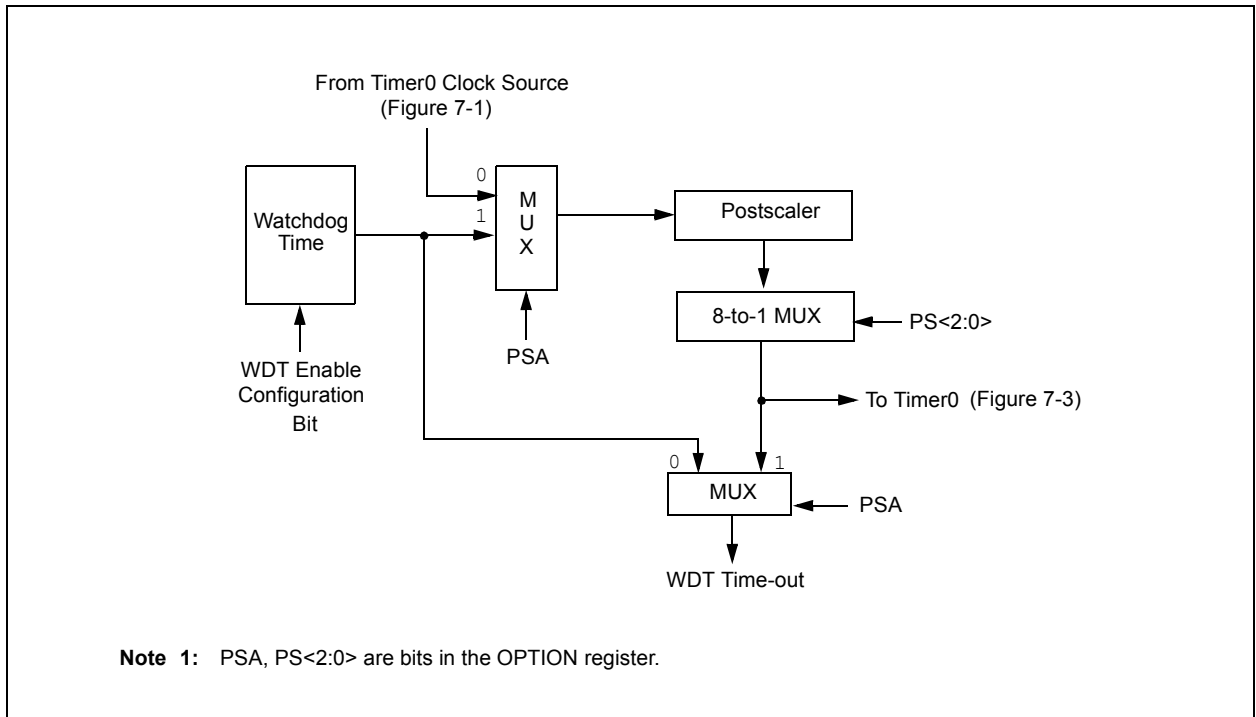 From Timer0 Clock Source
(Figure 7-1)
0
1
M
U
X
Watchdog
Time
Postscaler
8-to-1 MUX
PS<2:0>
PSA
WDT Enable
Configuration
Bit
To Timer0 (Figure 7-3)
0
1
MUX
PSA
WDT Time-out
Note 1: PSA, PS<2:0> are bits in the OPTION register.